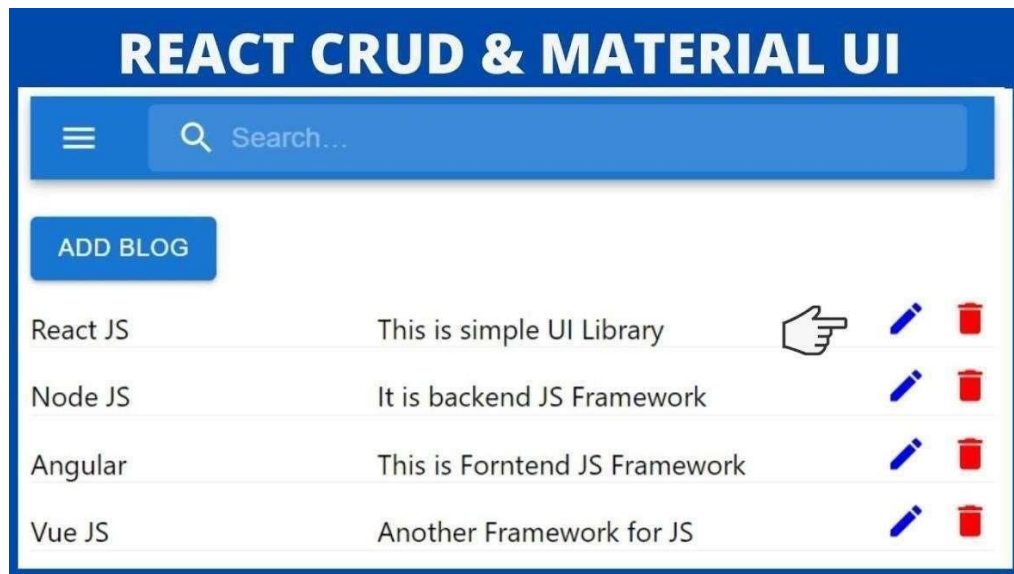 REACT CRUD & MATERIAL UI
Search...
ADD BLOG
React JS This is simple UI Library
Node JS It is backend JS Framework
Angular This is Forntend JS Framework
Vue JS Another Framework for JS